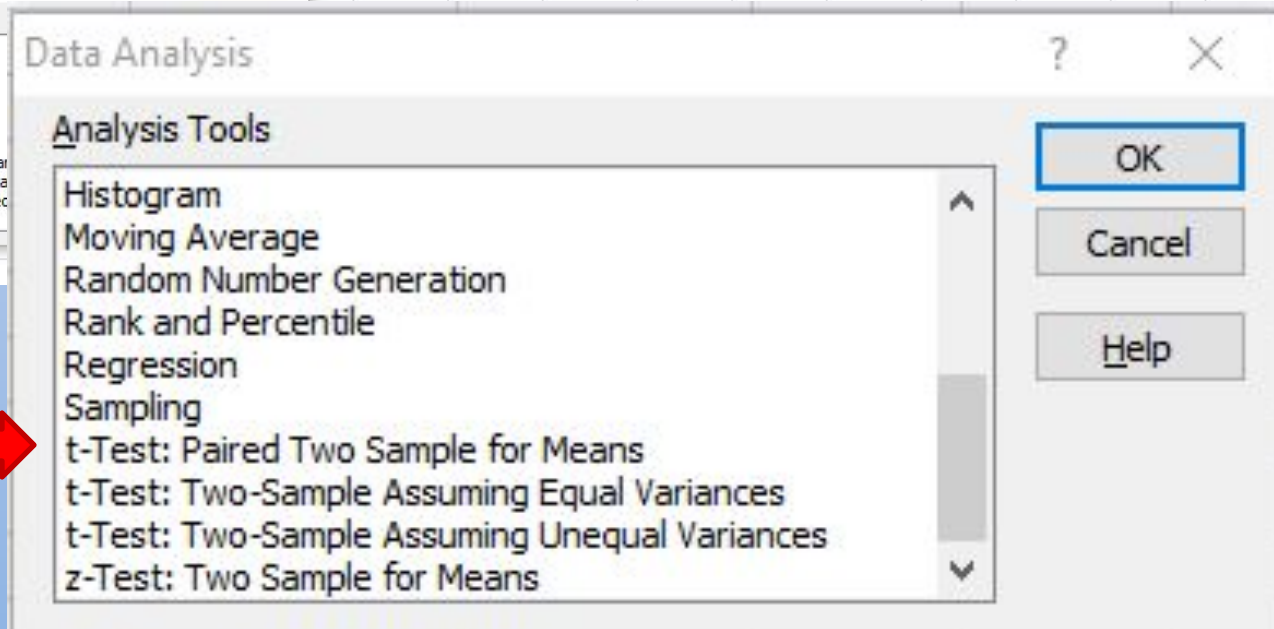 Data Analysis ? ×
Analysis Tools
Histogram
Moving Average
Random Number Generation
Rank and Percentile
Regression
Sampling
t-Test: Paired Two Sample for Means
t-Test: Two-Sample Assuming Equal Variances
t-Test: Two-Sample Assuming Unequal Variances
z-Test: Two Sample for Means
OK
Cancel
Help